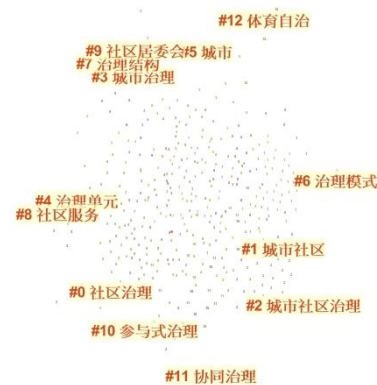 #12 体育自治
#9 社区居委会
#5 城市
#7 治理结构
#3 城市治理
#6 治理模式
#4 治理单元
#8 社区服务
#1 城市社区
#0 社区治理
#2 城市社区治理
#10 参与式治理
#11 协同治理